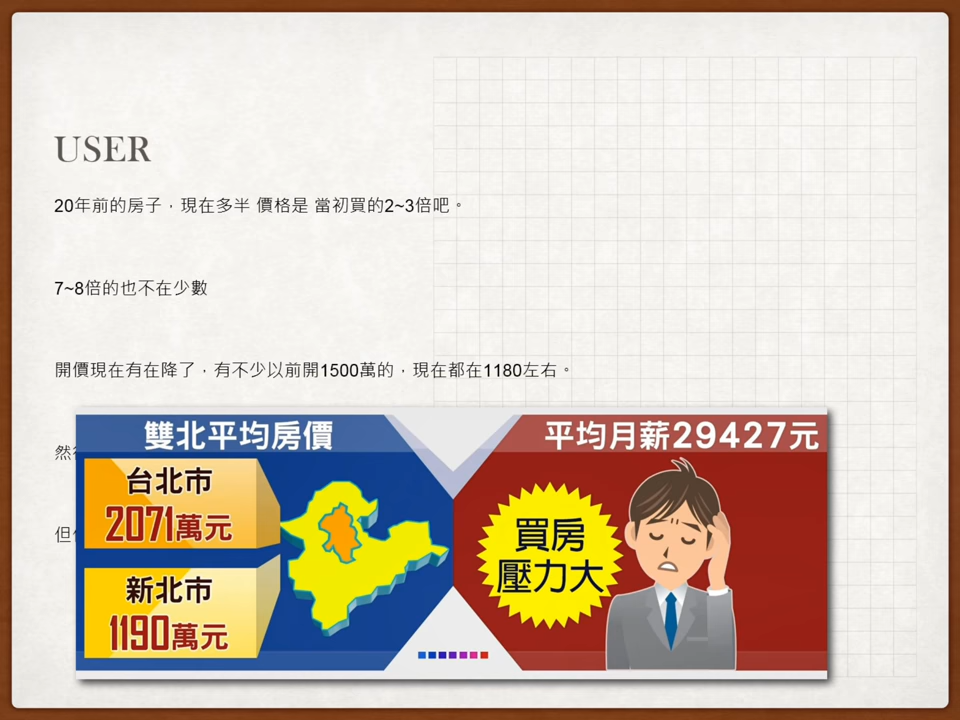 USER
20年前的房子，現在多半 價格是 當初買的2~3倍吧。
7~8倍的也不在少數
開價現在有在降了，有不少以前開1500萬的，現在都在1180左右。
然
但
雙北平均房價
平均月薪29427元
台北市
2071萬元
新北市
1190萬元
買房
壓力大